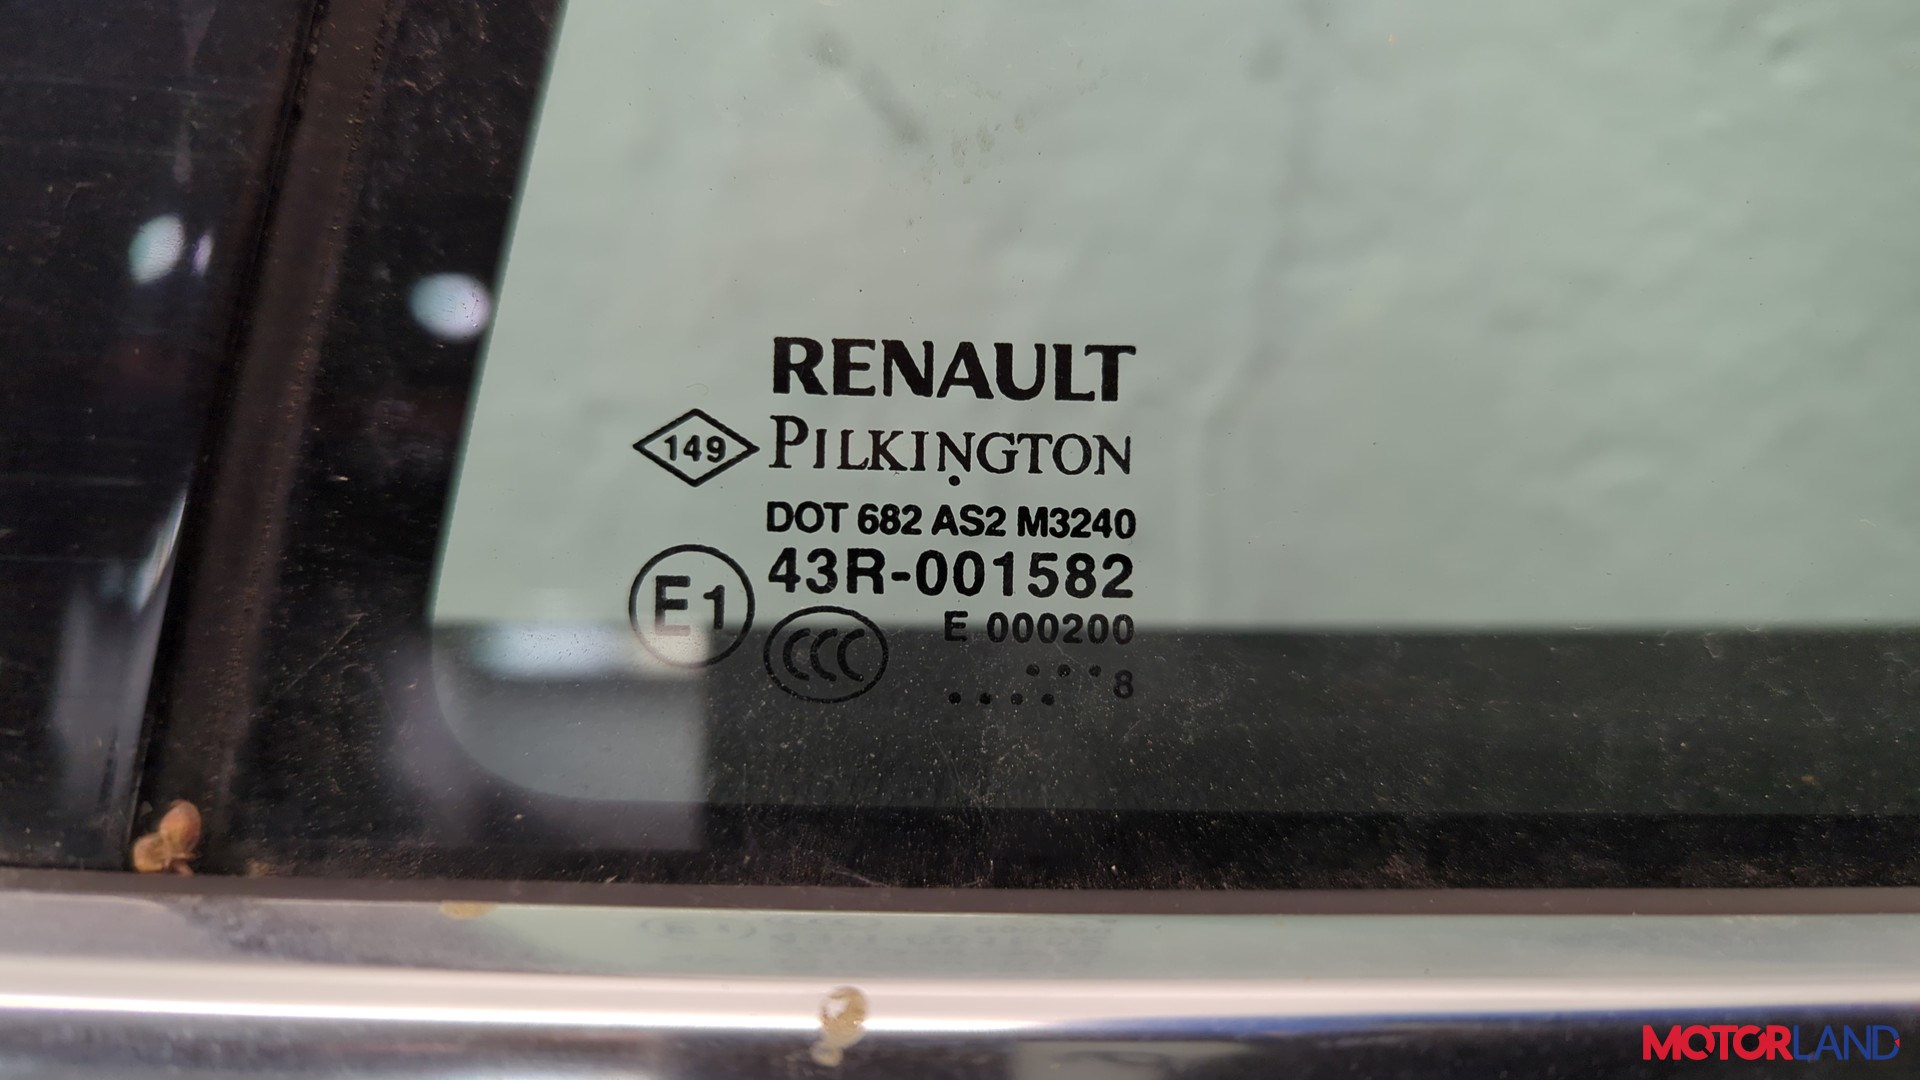 RENAULT
149 PILKINGTON
DOT 682 AS2 M3240
43R-001582
E1
E 000200
CCC
8
MOTORLAND